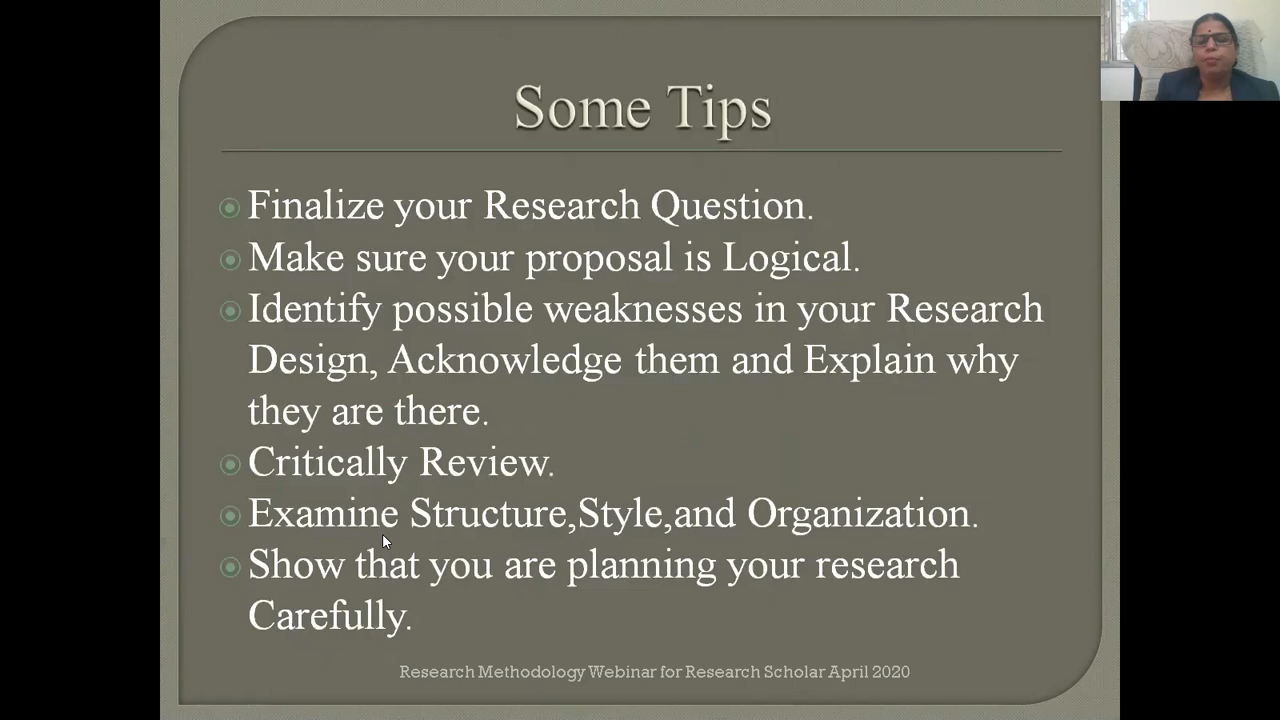 Some Tips
Finalize your Research Question.
Make sure your proposal is Logical.
Identify possible weaknesses in your Research
Design, Acknowledge them and Explain why
they are there.
Critically Review.
Examine Structure,Style,and Organization.
Show that you are planning your research
Carefully.
Research Methodology Webinar for Research Scholar April 2020